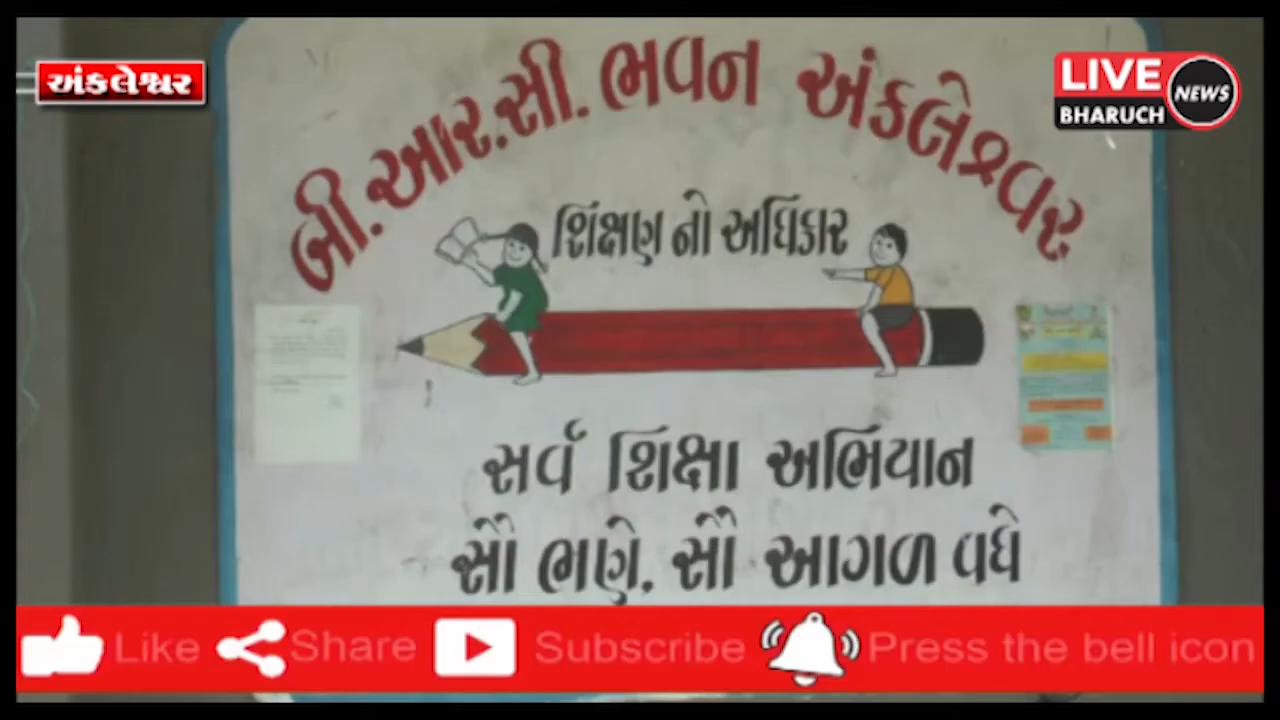 અંકલેશ્વર
LIVE
BHARUCH
NEWS
બી.આર.સી. ભવન અંકલેશ્વર
શિક્ષણ નો અધિકાર
સર્વ શિક્ષા અભિયાન
સૌ ભણે. સૌ આગળ વધે
Like Share Subscribe Press the bell icon